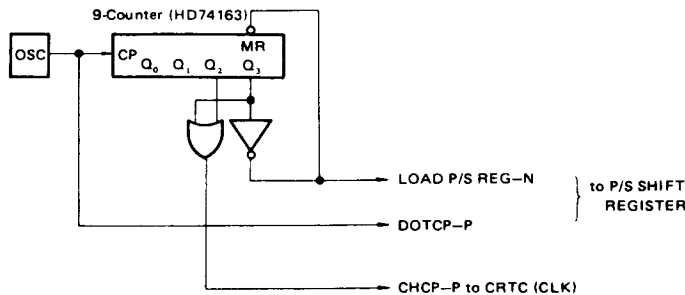 9-Counter (HD74163)
OSC
CP
MR
Q₀ Q₁ Q₂ Q₃
LOAD P/S REG–N
to P/S SHIFT
REGISTER
DOTCP–P
CHCP–P to CRTC (CLK)